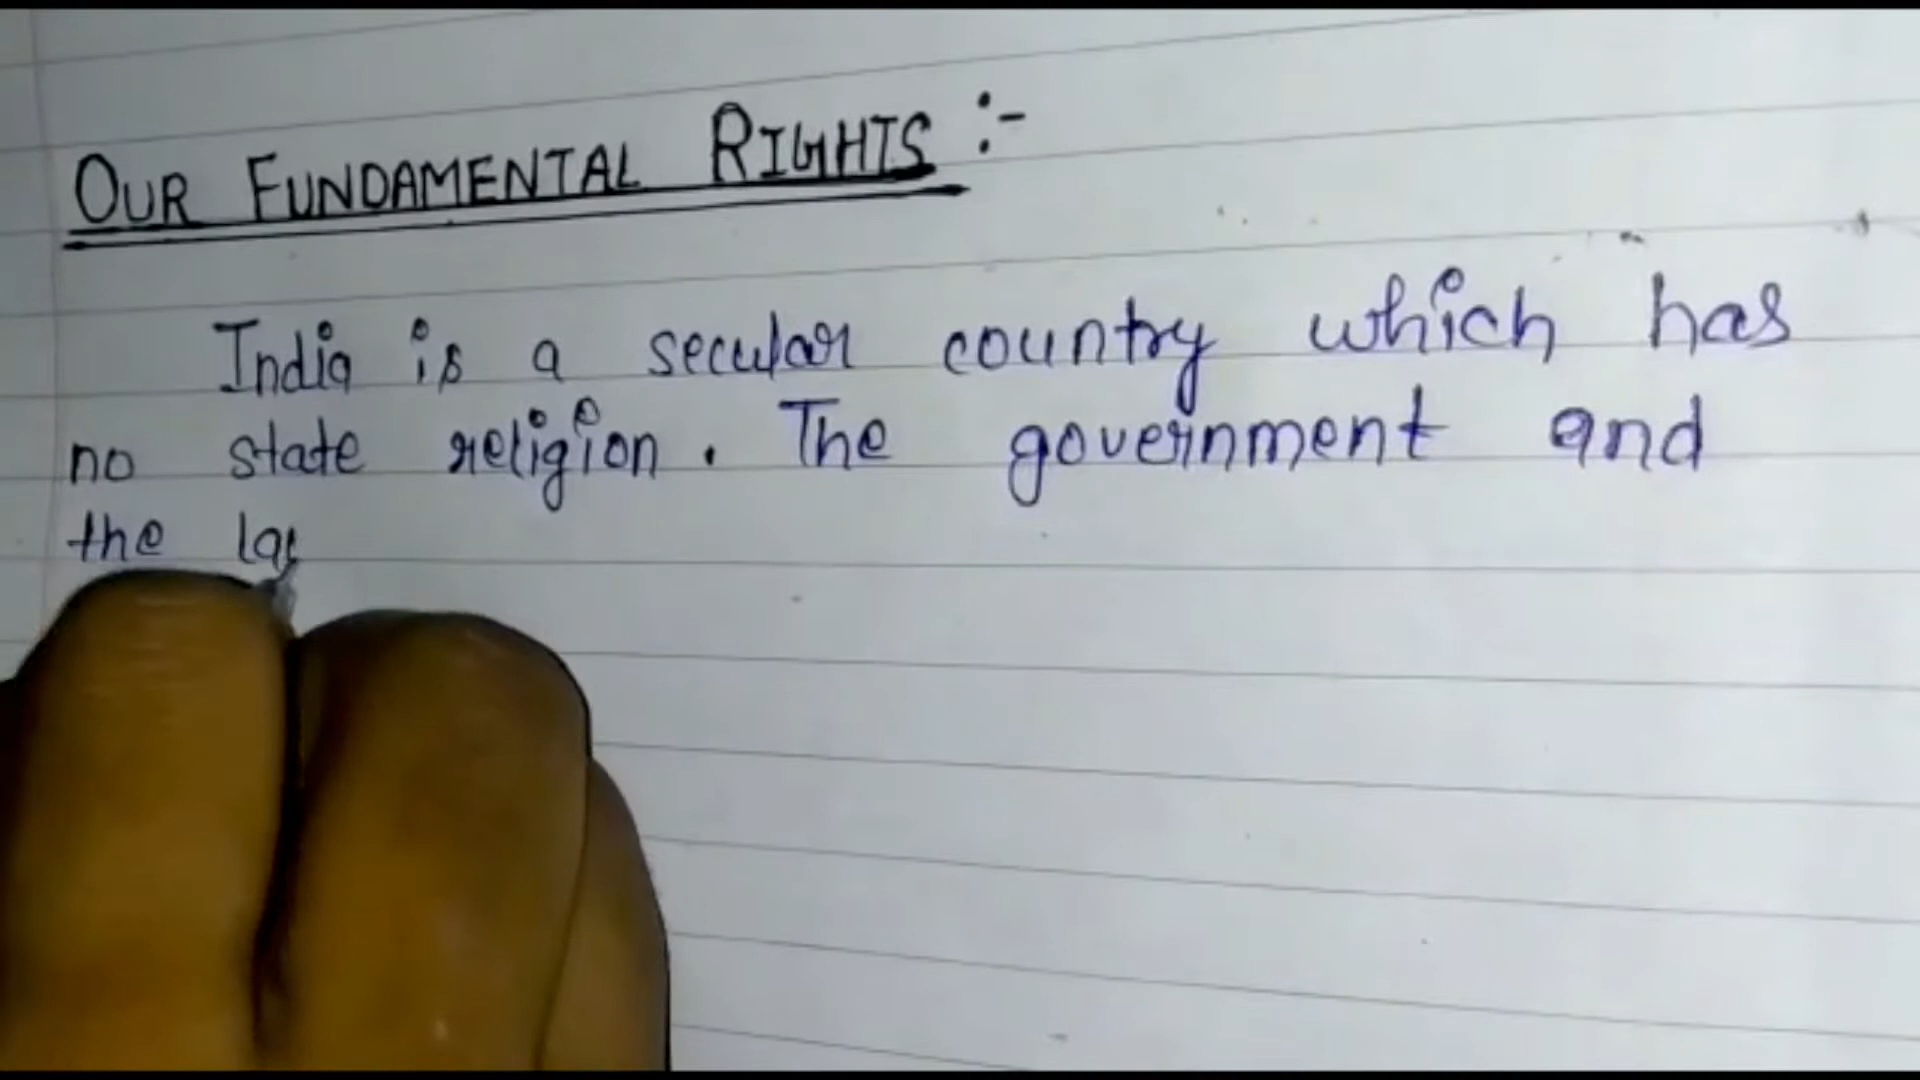 OUR FUNDAMENTAL RIGHTS :-
India is a secular country which has
no state religion. The government and
the